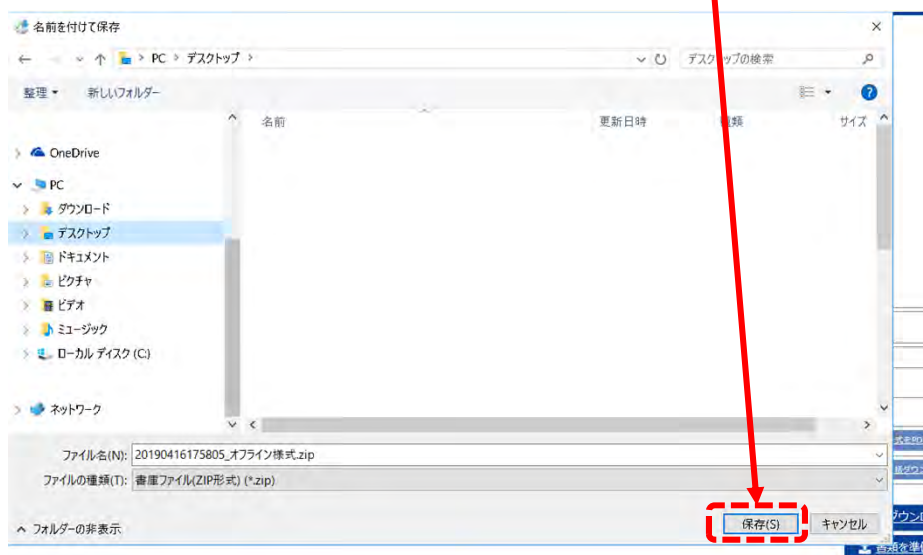 名前を付けて保存
PC > デスクトップ >
デスクトップの検索
整理
新しいフォルダー
名前
更新日時
種類
サイズ
OneDrive
PC
ダウンロード
デスクトップ
ドキュメント
ピクチャ
ビデオ
ミュージック
ローカル ディスク (C:)
ネットワーク
ファイル名(N): 20190416175805_オフライン様式.zip
ファイルの種類(T): 書庫ファイル(ZIP形式) (*.zip)
フォルダーの非表示
保存(S)
キャンセル